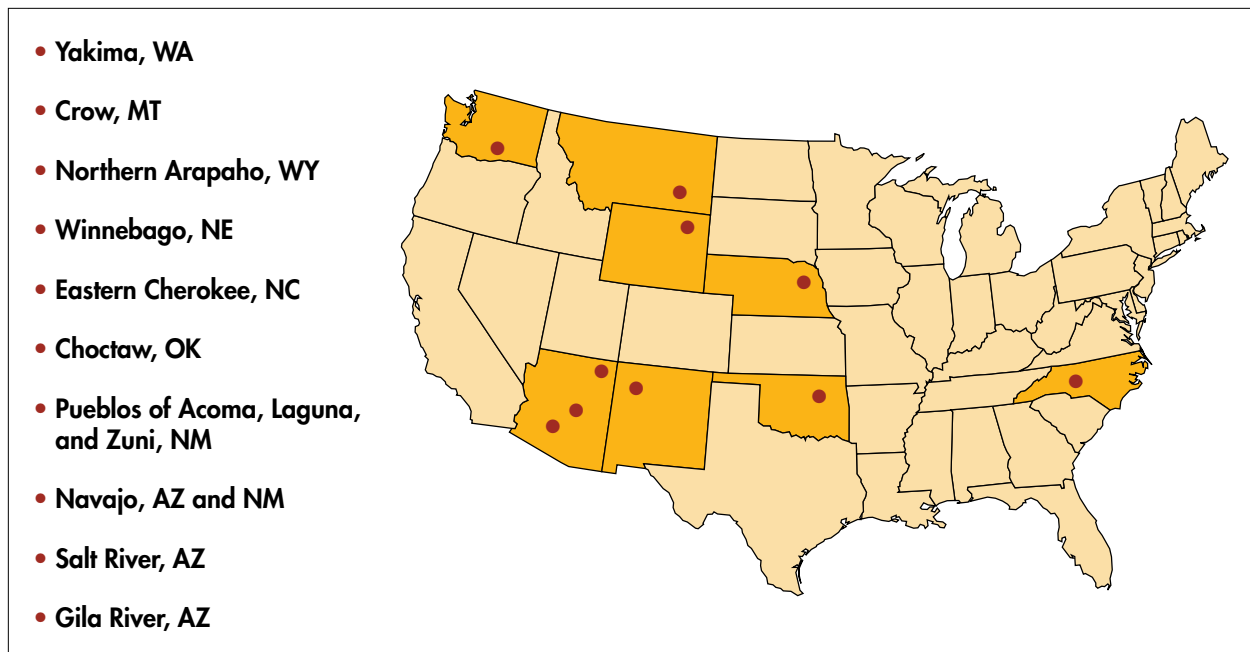 • Yakima, WA
• Crow, MT
• Northern Arapaho, WY
• Winnebago, NE
• Eastern Cherokee, NC
• Choctaw, OK
• Pueblos of Acoma, Laguna,
and Zuni, NM
• Navajo, AZ and NM
• Salt River, AZ
• Gila River, AZ